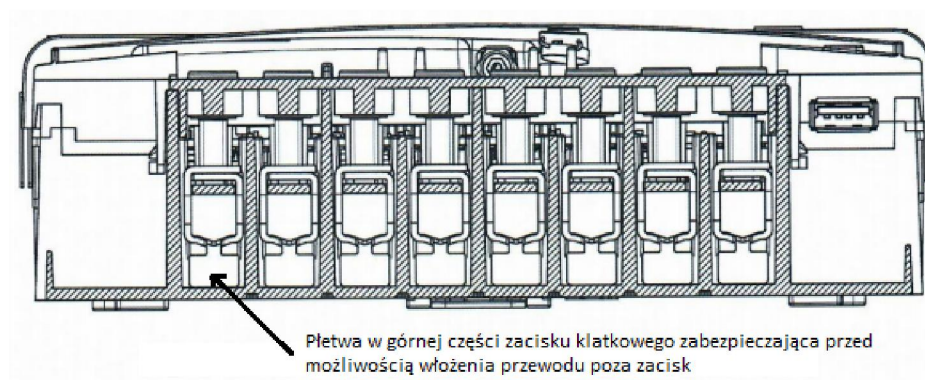 Płetwa w górnej części zacisku klatkowego zabezpieczająca przed
możliwością włożenia przewodu poza zacisk